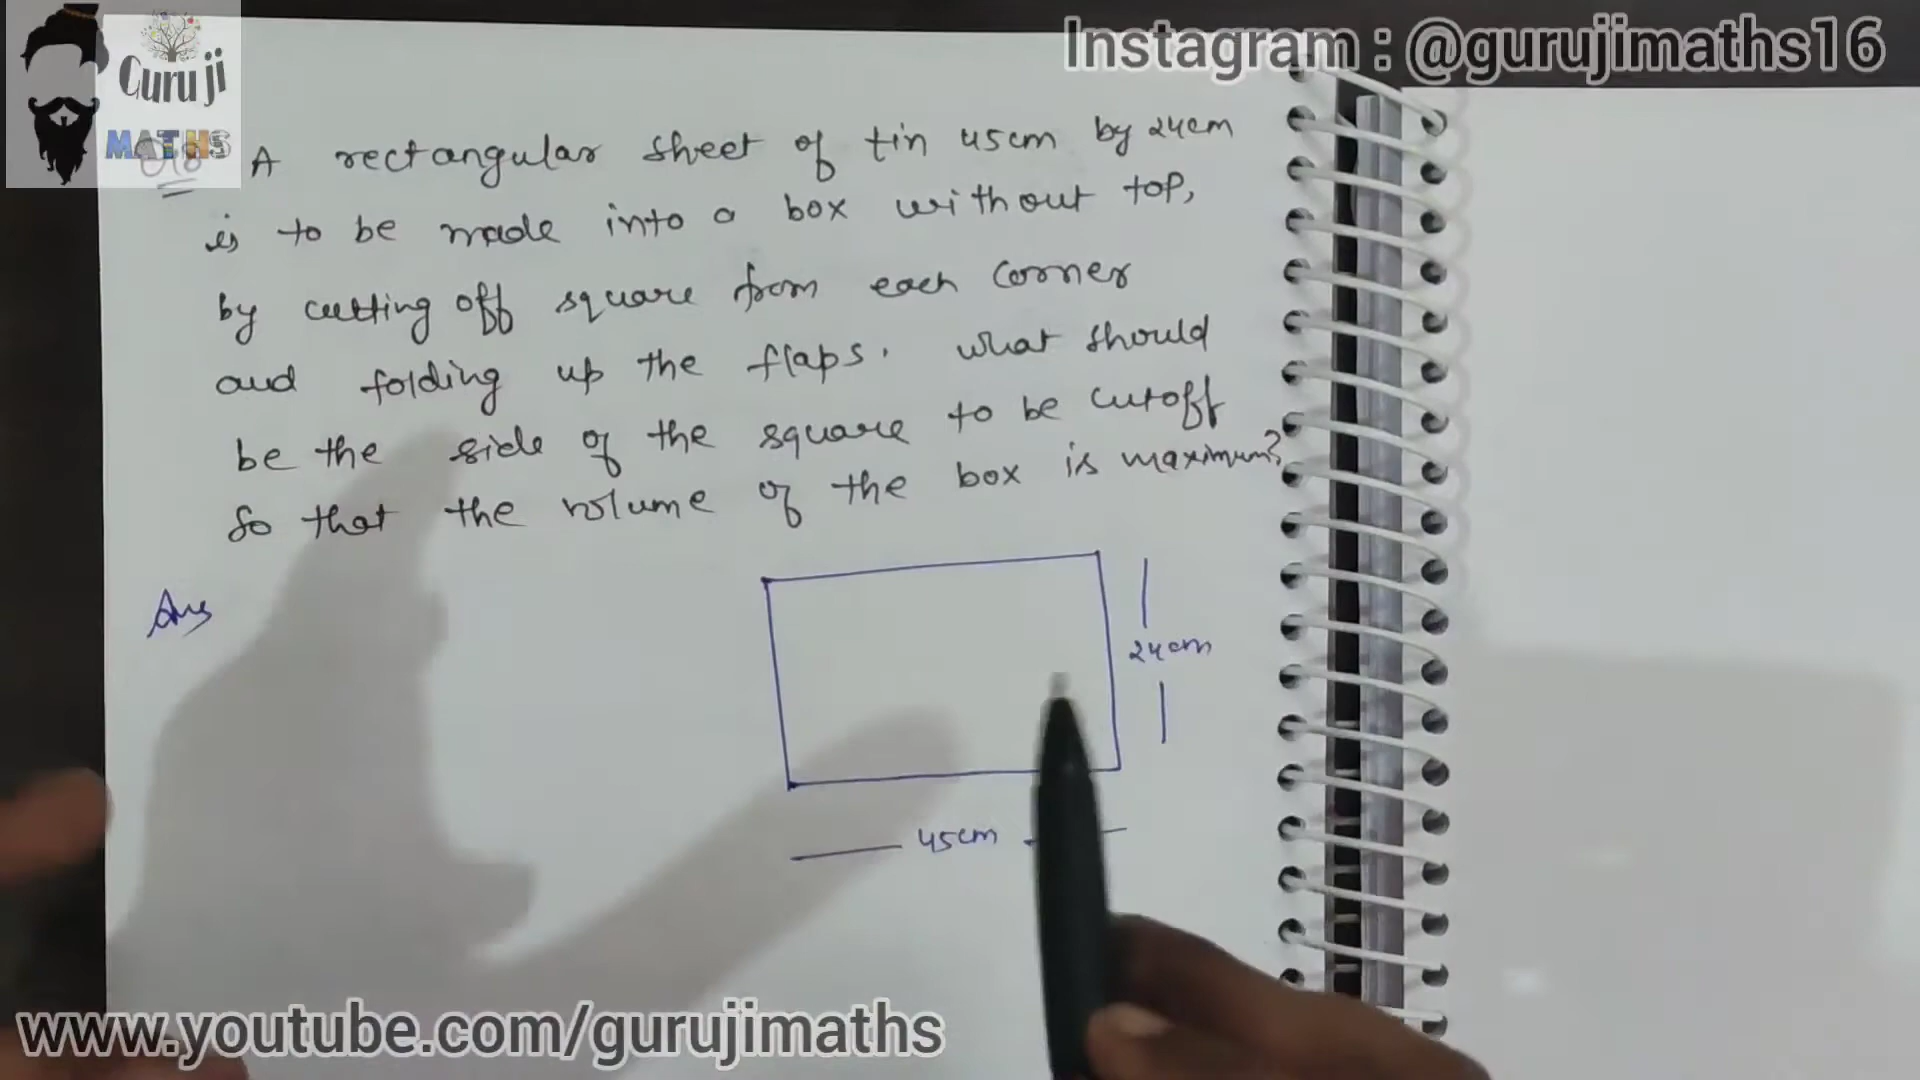 Instagram : @gurujimaths16
Guru ji
MATHS
A rectangular sheet of tin 45cm by 24cm
is to be made into a box without top,
by cutting off square from each corner
and folding up the flaps. what should
be the side of the square to be cutoff
so that the volume of the box is maximum?
Ans
24cm
45cm
www.youtube.com/gurujimaths